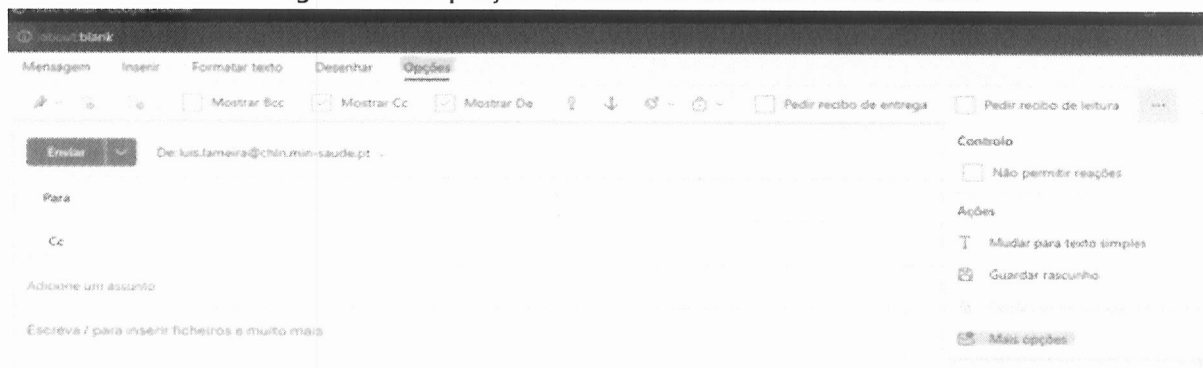 about:blank
Mensagem Inserir Formatar texto Desenhar Opções
Mostrar Bcc Mostrar Cc Mostrar De Pedir recibo de entrega Pedir recibo de leitura
Controlo
Enviar De: luis.lameira@chln.min-saude.pt
Não permitir reações
Para
Ações
Cc
Mudar para texto simples
Guardar rascunho
Adicione um assunto
Escreva / para inserir ficheiros e muito mais
Mais opções